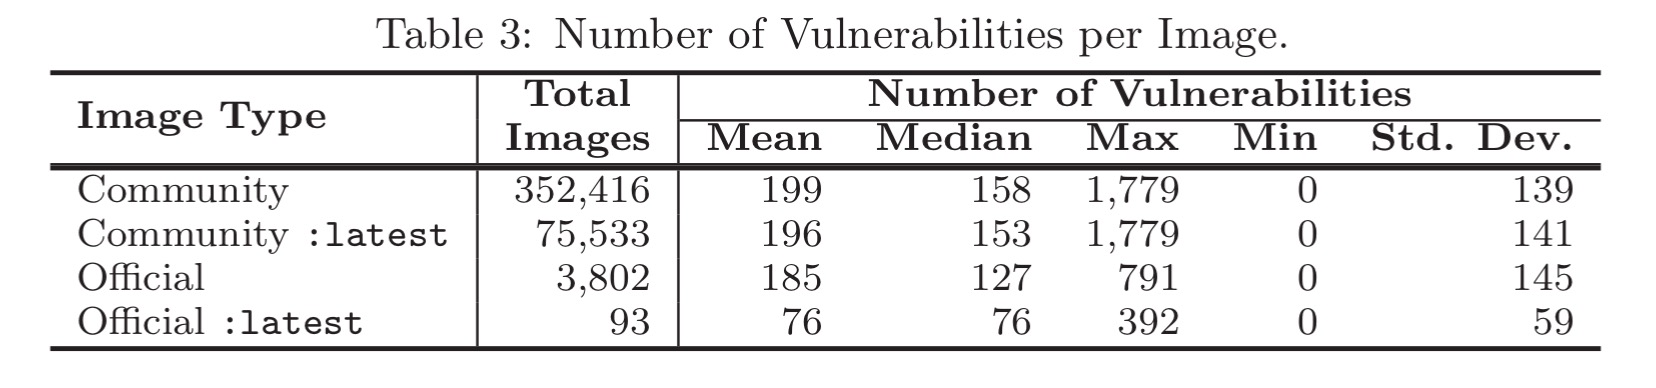 Table 3: Number of Vulnerabilities per Image.
Image Type Total Images Number of Vulnerabilities
Mean Median Max Min Std. Dev.
Community 352,416 199 158 1,779 0 139
Community :latest 75,533 196 153 1,779 0 141
Official 3,802 185 127 791 0 145
Official :latest 93 76 76 392 0 59